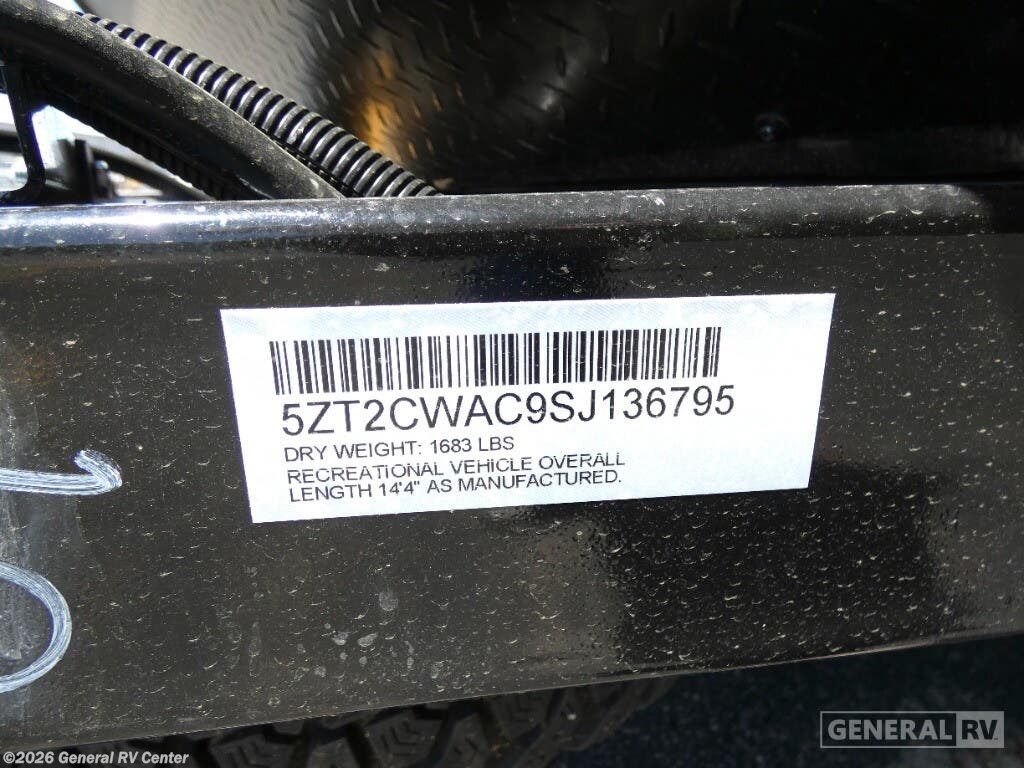 5ZT2CWAC9SJ136795
DRY WEIGHT: 1683 LBS
RECREATIONAL VEHICLE OVERALL
LENGTH 14'4" AS MANUFACTURED.
GENERAL RV
©2026 General RV Center